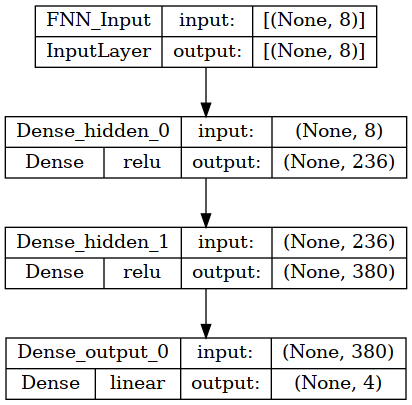 FNN_Input input: [(None, 8)]
InputLayer output: [(None, 8)]
Dense_hidden_0 input: (None, 8)
Dense relu output: (None, 236)
Dense_hidden_1 input: (None, 236)
Dense relu output: (None, 380)
Dense_output_0 input: (None, 380)
Dense linear output: (None, 4)